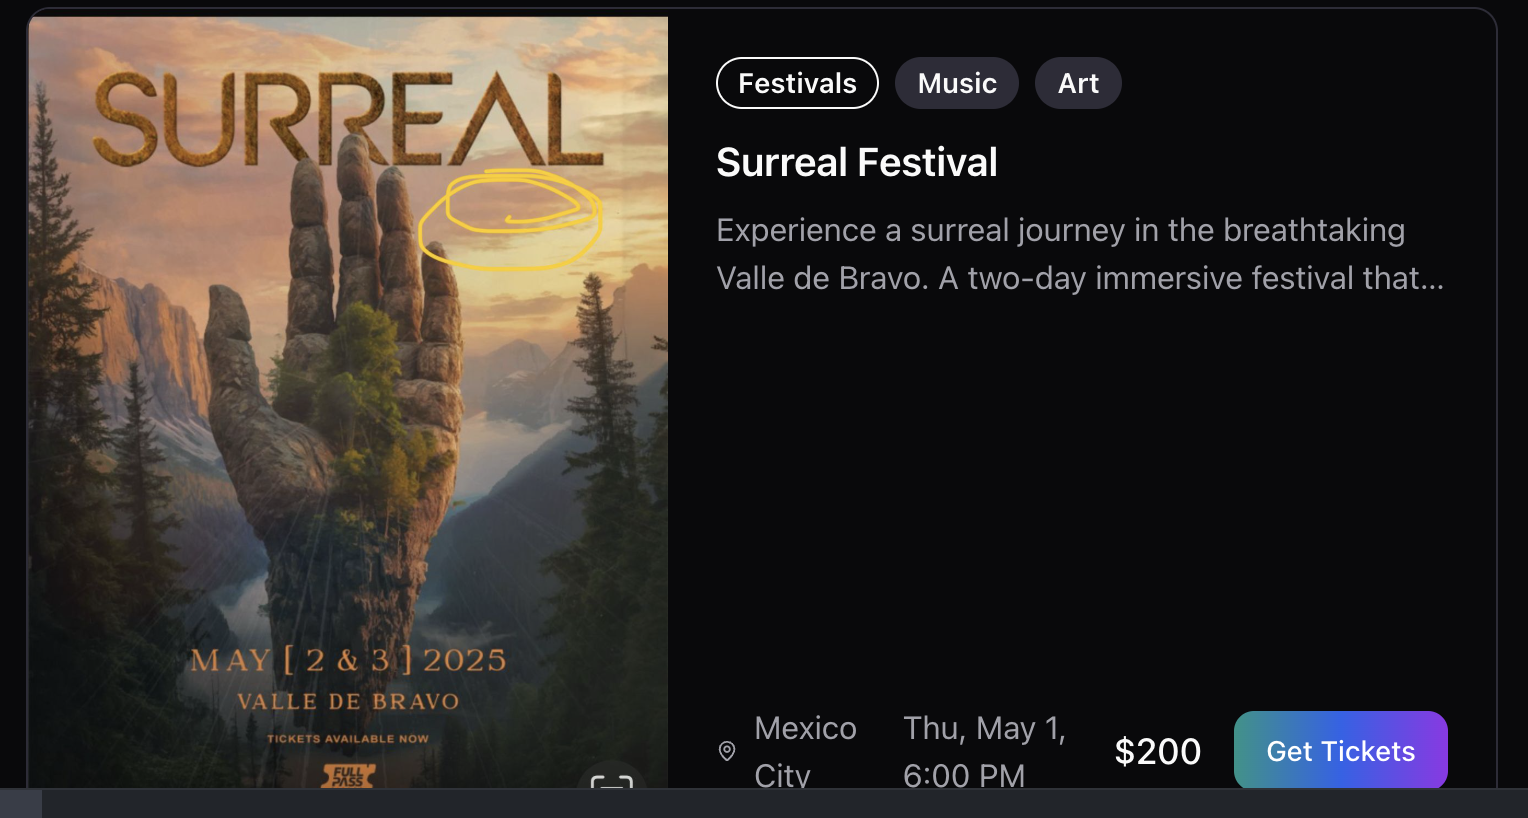 SURREAL
MAY [ 2 & 3 ] 2025
VALLE DE BRAVO
TICKETS AVAILABLE NOW
FULL
PASS
Festivals
Music
Art
Surreal Festival
Experience a surreal journey in the breathtaking
Valle de Bravo. A two-day immersive festival that...
Mexico
City
Thu, May 1,
6:00 PM
$200
Get Tickets